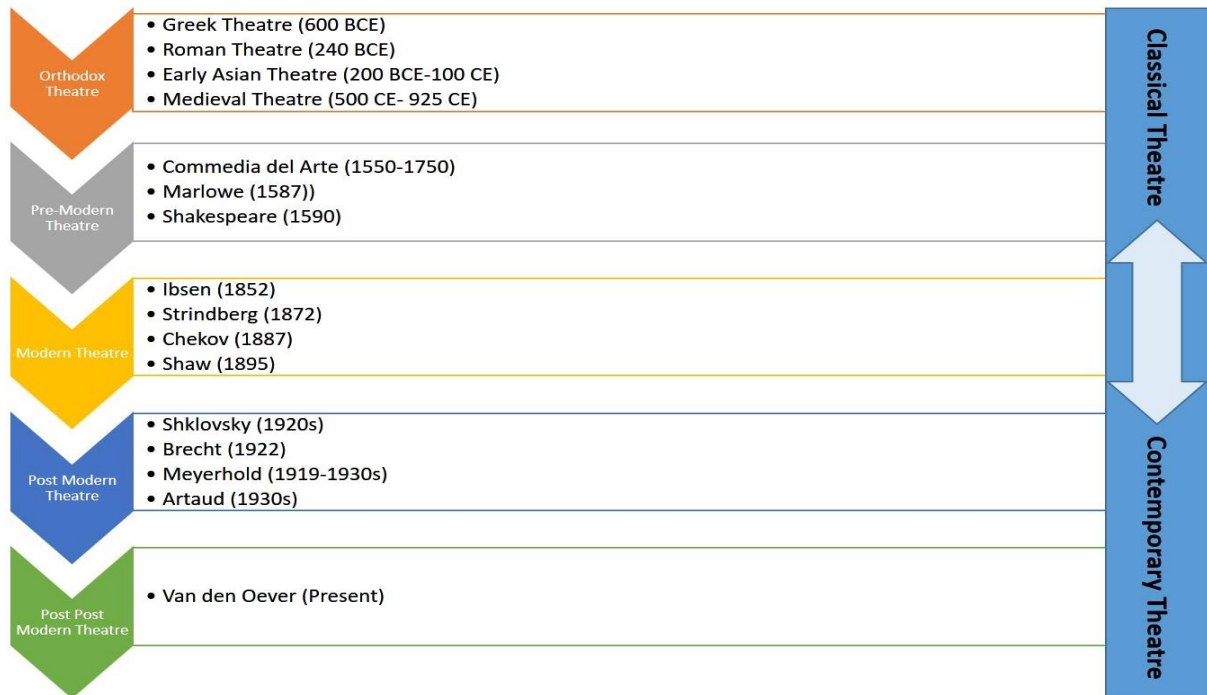 Orthodox
Theatre
• Greek Theatre (600 BCE)
• Roman Theatre (240 BCE)
• Early Asian Theatre (200 BCE-100 CE)
• Medieval Theatre (500 CE- 925 CE)
Pre-Modern
Theatre
• Commedia del Arte (1550-1750)
• Marlowe (1587))
• Shakespeare (1590)
Modern Theatre
• Ibsen (1852)
• Strindberg (1872)
• Chekov (1887)
• Shaw (1895)
Post Modern
Theatre
• Shklovsky (1920s)
• Brecht (1922)
• Meyerhold (1919-1930s)
• Artaud (1930s)
Post Post
Modern Theatre
• Van den Oever (Present)
Classical Theatre
Contemporary Theatre